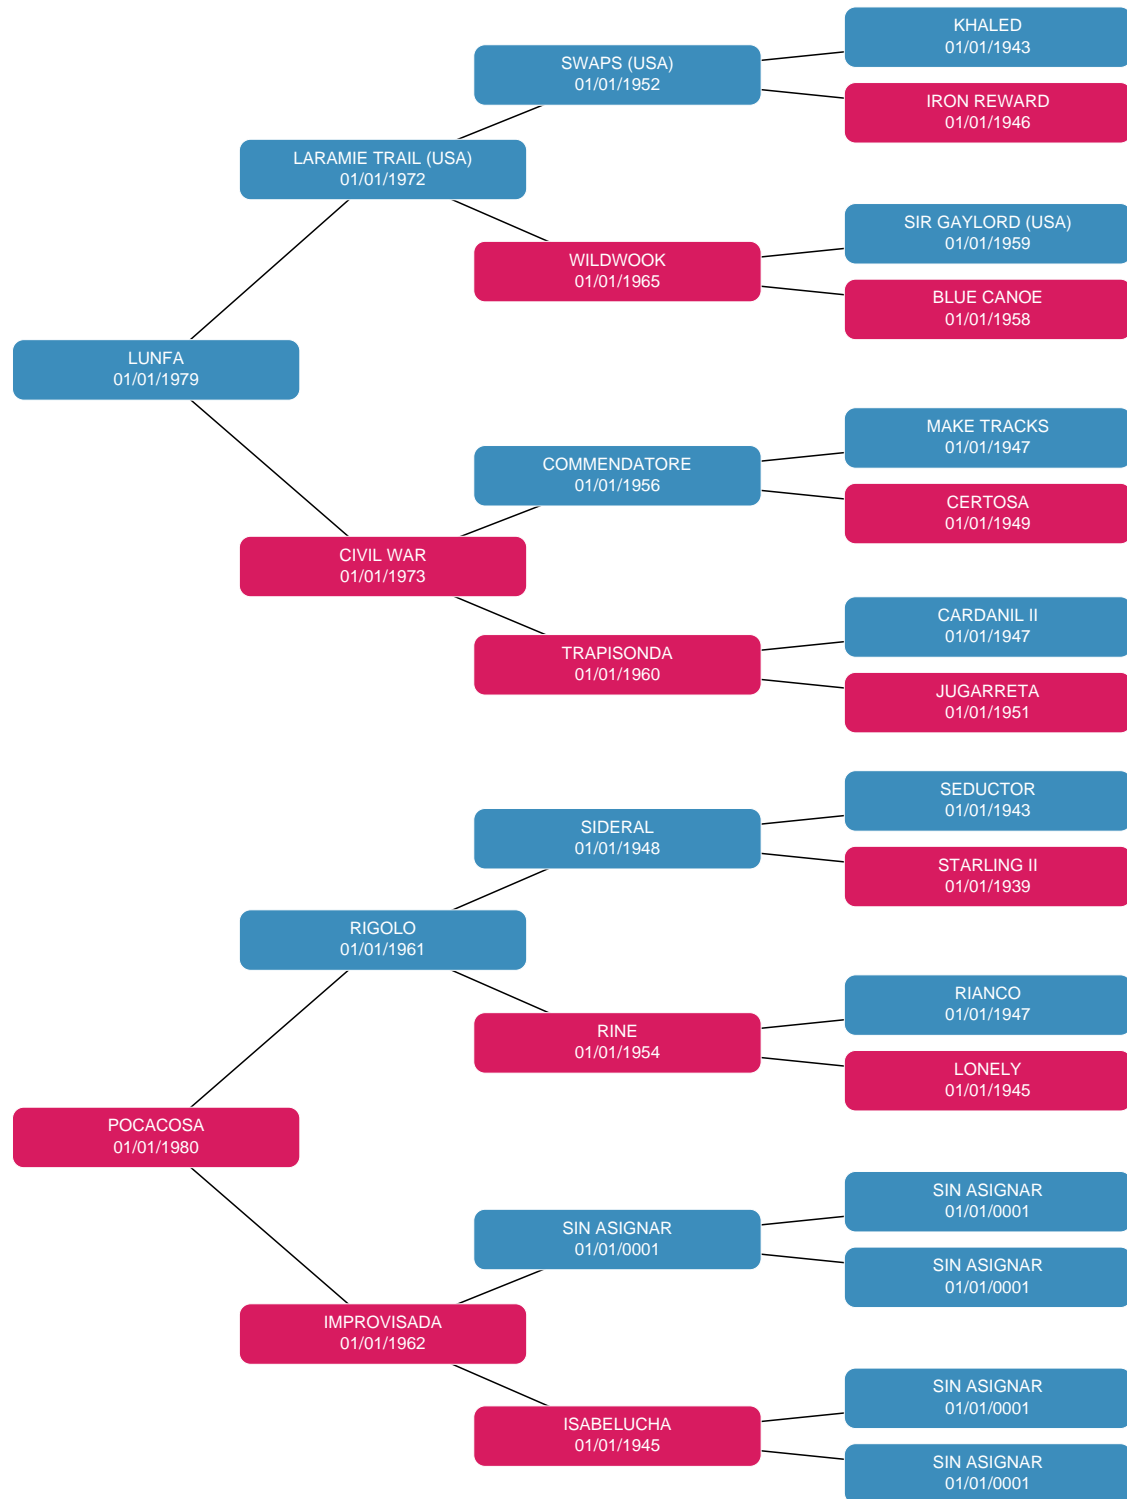 KHALED
01/01/1943
SWAPS (USA)
01/01/1952
IRON REWARD
01/01/1946
LARAMIE TRAIL (USA)
01/01/1972
SIR GAYLORD (USA)
01/01/1959
WILDWOOK
01/01/1965
BLUE CANOE
01/01/1958
LUNFA
01/01/1979
MAKE TRACKS
01/01/1947
COMMENDATORE
01/01/1956
CERTOSA
01/01/1949
CIVIL WAR
01/01/1973
CARDANIL II
01/01/1947
TRAPISONDA
01/01/1960
JUGARRETA
01/01/1951
SEDUCTOR
01/01/1943
SIDERAL
01/01/1948
STARLING II
01/01/1939
RIGOLO
01/01/1961
RIANCO
01/01/1947
RINE
01/01/1954
LONELY
01/01/1945
POCACOSA
01/01/1980
SIN ASIGNAR
01/01/0001
SIN ASIGNAR
01/01/0001
SIN ASIGNAR
01/01/0001
IMPROVISADA
01/01/1962
SIN ASIGNAR
01/01/0001
ISABELUCHA
01/01/1945
SIN ASIGNAR
01/01/0001